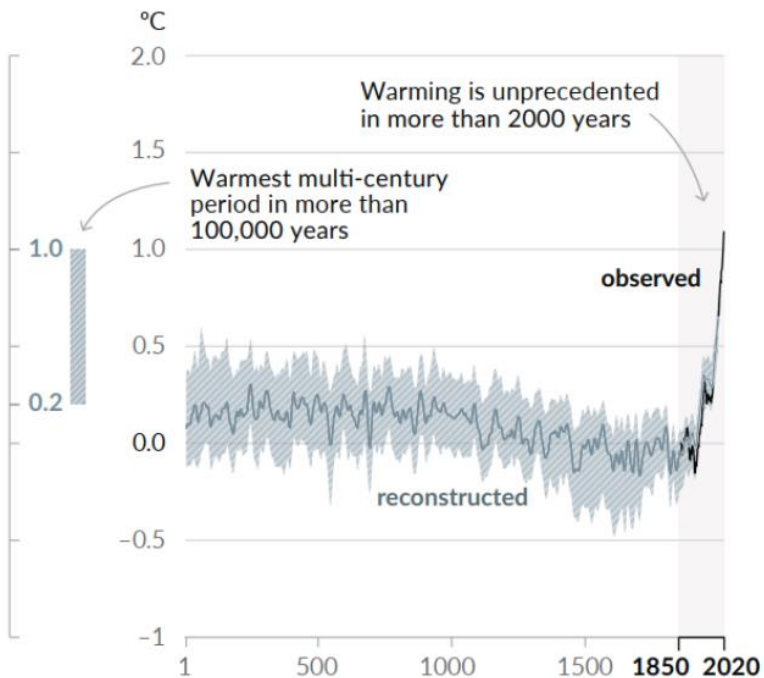 °C
2.0
Warming is unprecedented
in more than 2000 years
1.5
Warmest multi-century
period in more than
100,000 years
1.0
1.0
observed
0.5
0.2
0.0
reconstructed
–0.5
–1
1
500
1000
1500
1850
2020